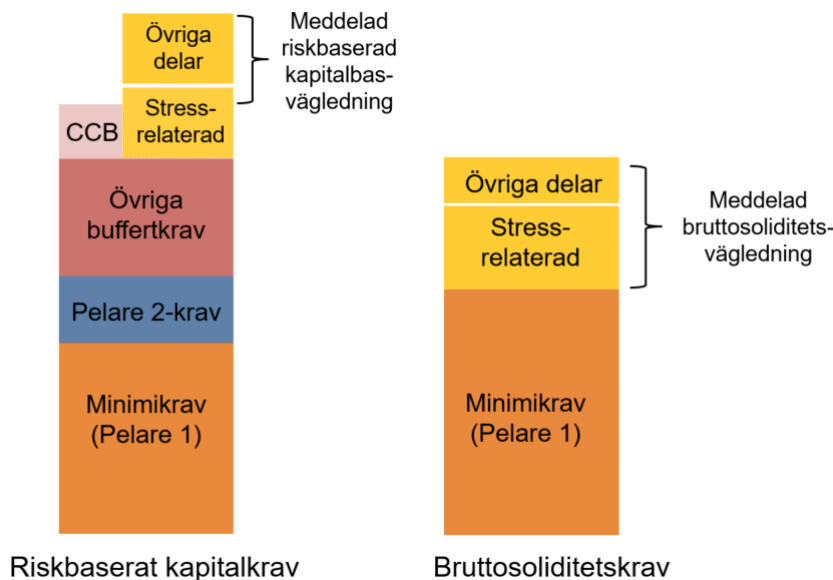 Övriga
delar
Meddelad
riskbaserad
kapitalbas-
vägledning
CCB
Stress-
relaterad
Övriga
buffertkrav
Pelare 2-krav
Minimikrav
(Pelare 1)
Riskbaserat kapitalkrav
Övriga delar
Stress-
relaterad
Meddelad
bruttosoliditets-
vägledning
Minimikrav
(Pelare 1)
Bruttosoliditetskrav